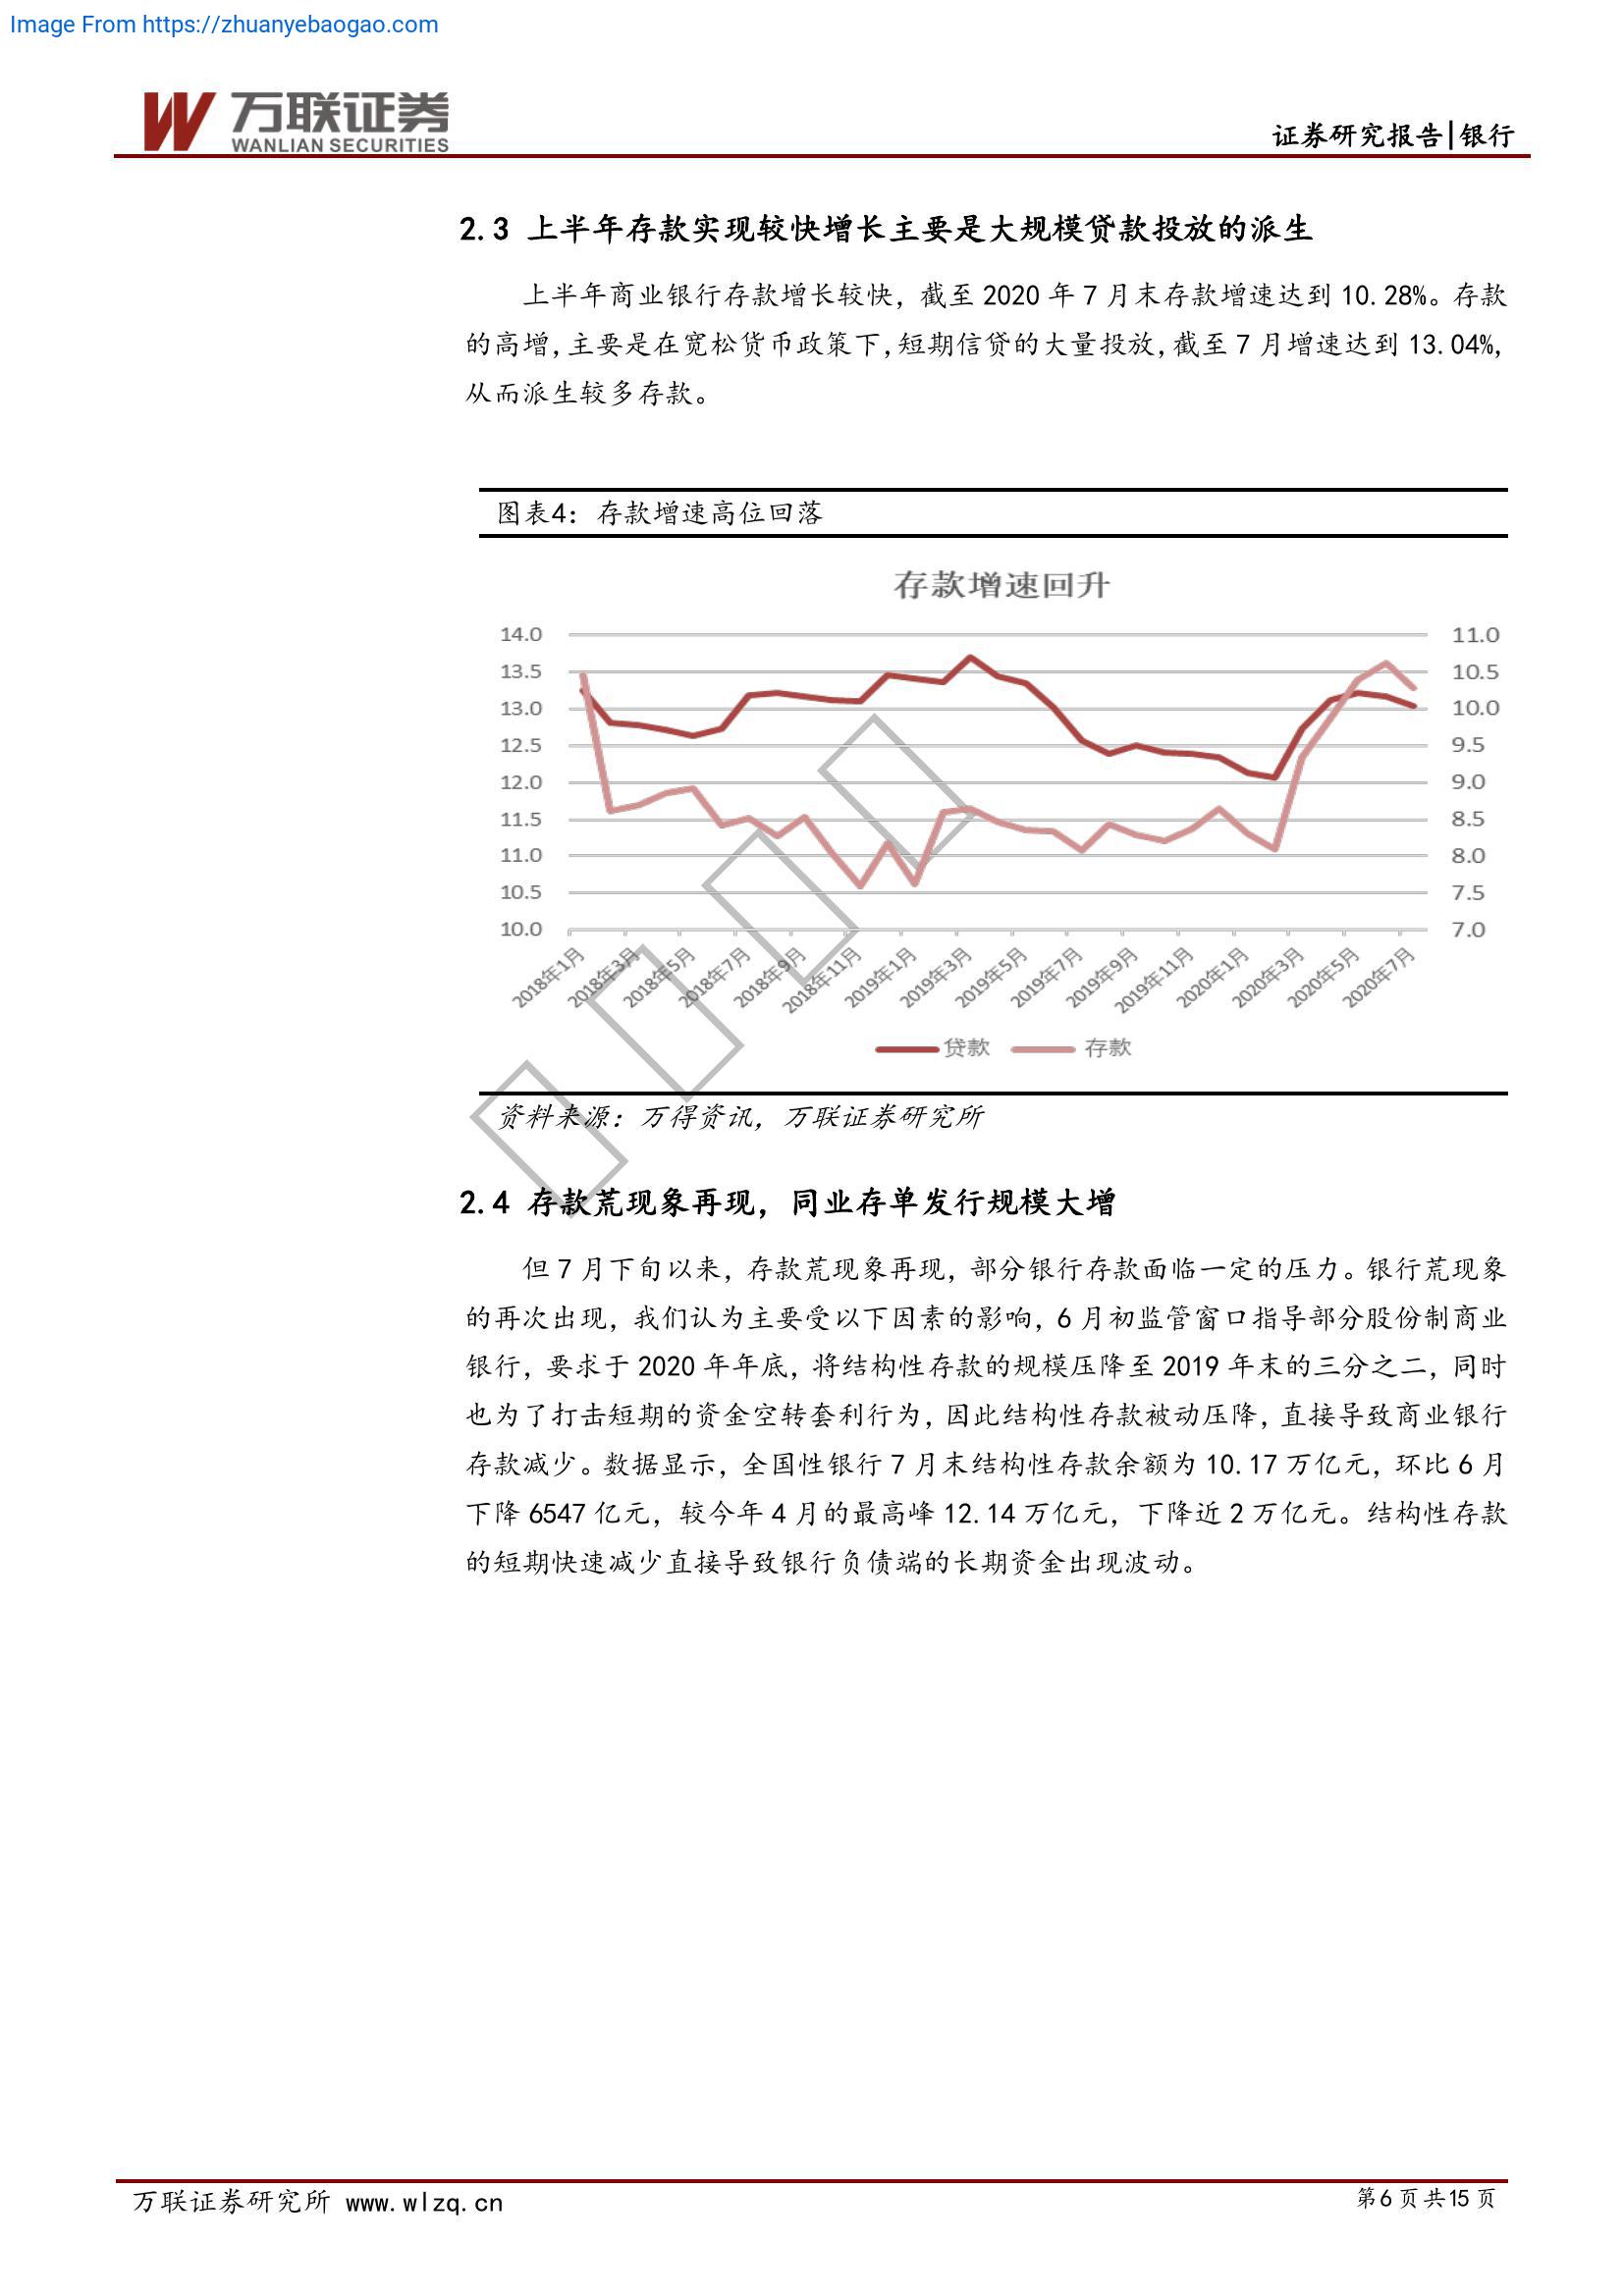 Image From https://zhuanyebaogao.com
万联证券
WANLIAN SECURITIES
证券研究报告|银行
2.3 上半年存款实现较快增长主要是大规模贷款投放的派生
上半年商业银行存款增长较快，截至 2020 年 7 月末存款增速达到 10.28%。存款
的高增，主要是在宽松货币政策下，短期信贷的大量投放，截至 7 月增速达到 13.04%，
从而派生较多存款。
图表4：存款增速高位回落
存款增速回升
14.0
13.5
13.0
12.5
12.0
11.5
11.0
10.5
10.0
11.0
10.5
10.0
9.5
9.0
8.5
8.0
7.5
7.0
2018年1月
2018年3月
2018年5月
2018年7月
2018年9月
2018年11月
2019年1月
2019年3月
2019年5月
2019年7月
2019年9月
2019年11月
2020年1月
2020年3月
2020年5月
2020年7月
贷款 存款
资料来源：万得资讯，万联证券研究所
2.4 存款荒现象再现，同业存单发行规模大增
但 7 月下旬以来，存款荒现象再现，部分银行存款面临一定的压力。银行荒现象
的再次出现，我们认为主要受以下因素的影响，6 月初监管窗口指导部分股份制商业
银行，要求于 2020 年年底，将结构性存款的规模压降至 2019 年末的三分之二，同时
也为了打击短期的资金空转套利行为，因此结构性存款被动压降，直接导致商业银行
存款减少。数据显示，全国性银行 7 月末结构性存款余额为 10.17 万亿元，环比 6 月
下降 6547 亿元，较今年 4 月的最高峰 12.14 万亿元，下降近 2 万亿元。结构性存款
的短期快速减少直接导致银行负债端的长期资金出现波动。
万联证券研究所 www.wlzq.cn
第 6 页 共 15 页